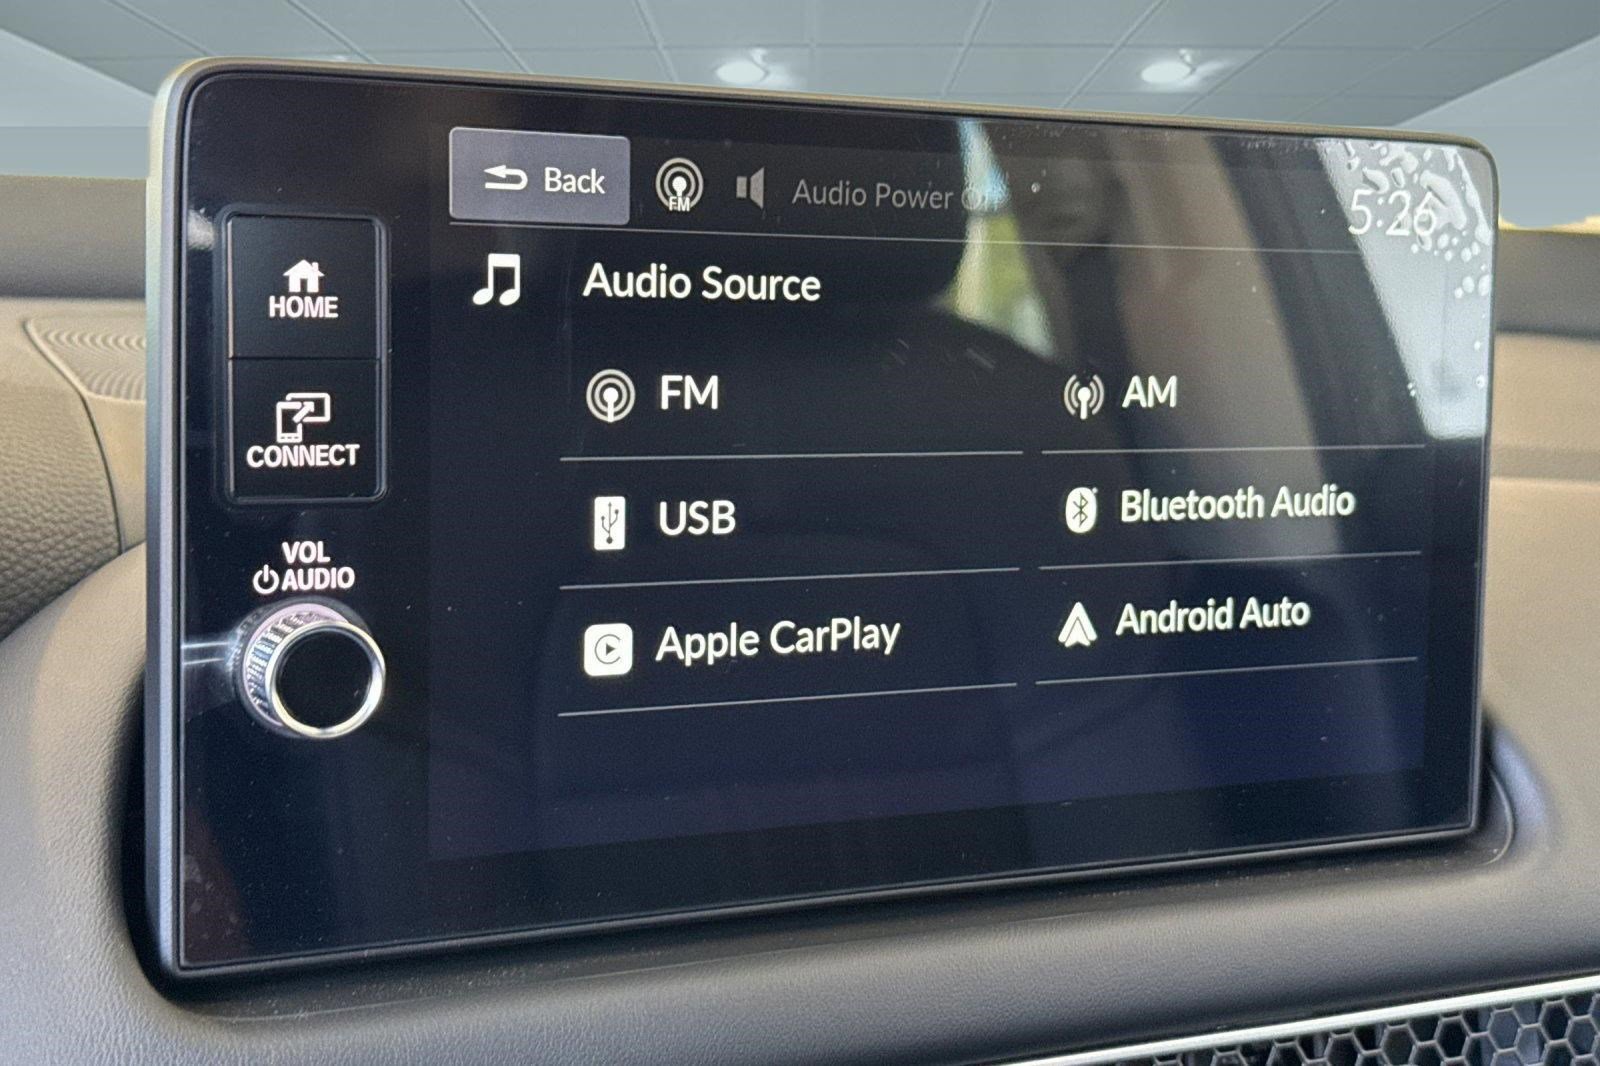 Back
FM
Audio Power
5:26
HOME
CONNECT
VOL
AUDIO
Audio Source
FM
AM
USB
Bluetooth Audio
Apple CarPlay
Android Auto